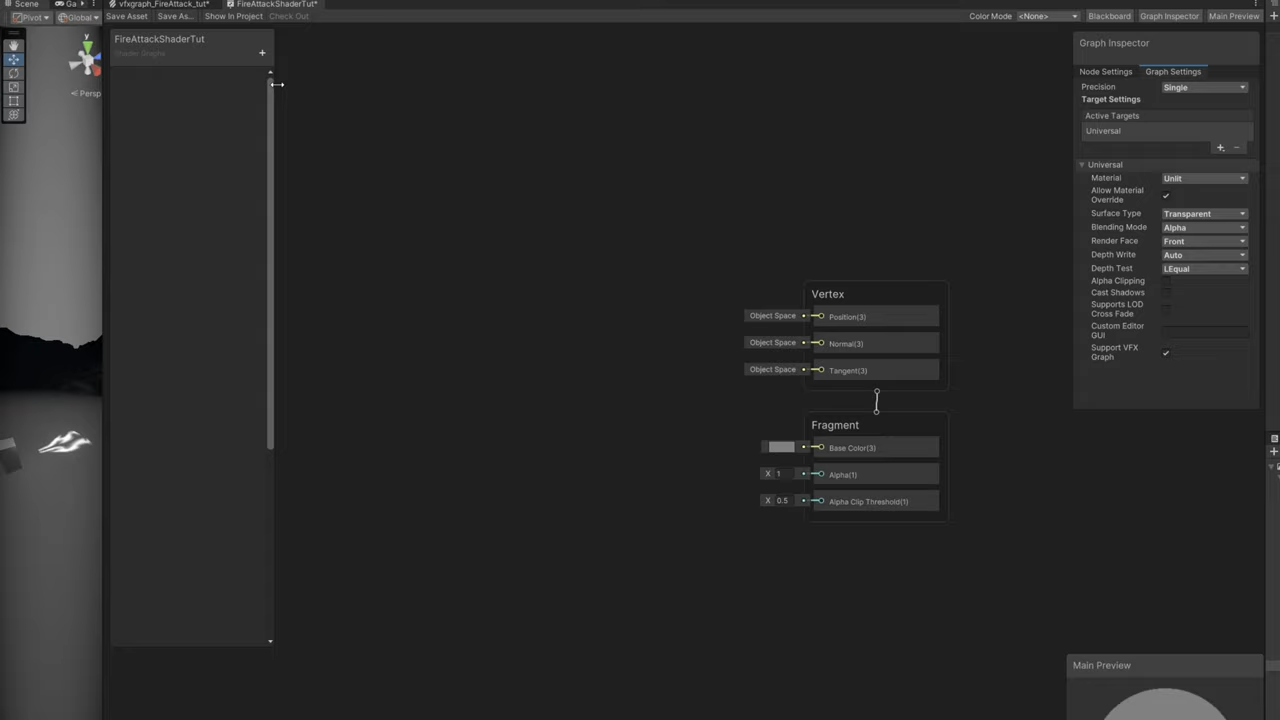 Scene
Ga
vfxgraph_FireAttack_tut*
FireAttackShaderTut*
Pivot
Global
Save Asset
Save As...
Show In Project
Check Out
Color Mode
<None>
Blackboard
Graph Inspector
Main Preview
FireAttackShaderTut
Shader Graphs
+
y
< Persp
Graph Inspector
Node Settings
Graph Settings
Precision
Single
Target Settings
Active Targets
Universal
+
-
Universal
Material
Unlit
Allow Material
Override
Surface Type
Transparent
Blending Mode
Alpha
Render Face
Front
Depth Write
Auto
Depth Test
LEqual
Alpha Clipping
Cast Shadows
Supports LOD
Cross Fade
Custom Editor
GUI
Support VFX
Graph
Vertex
Object Space
Position(3)
Object Space
Normal(3)
Object Space
Tangent(3)
Fragment
Base Color(3)
X 1
Alpha(1)
X 0.5
Alpha Clip Threshold(1)
Main Preview